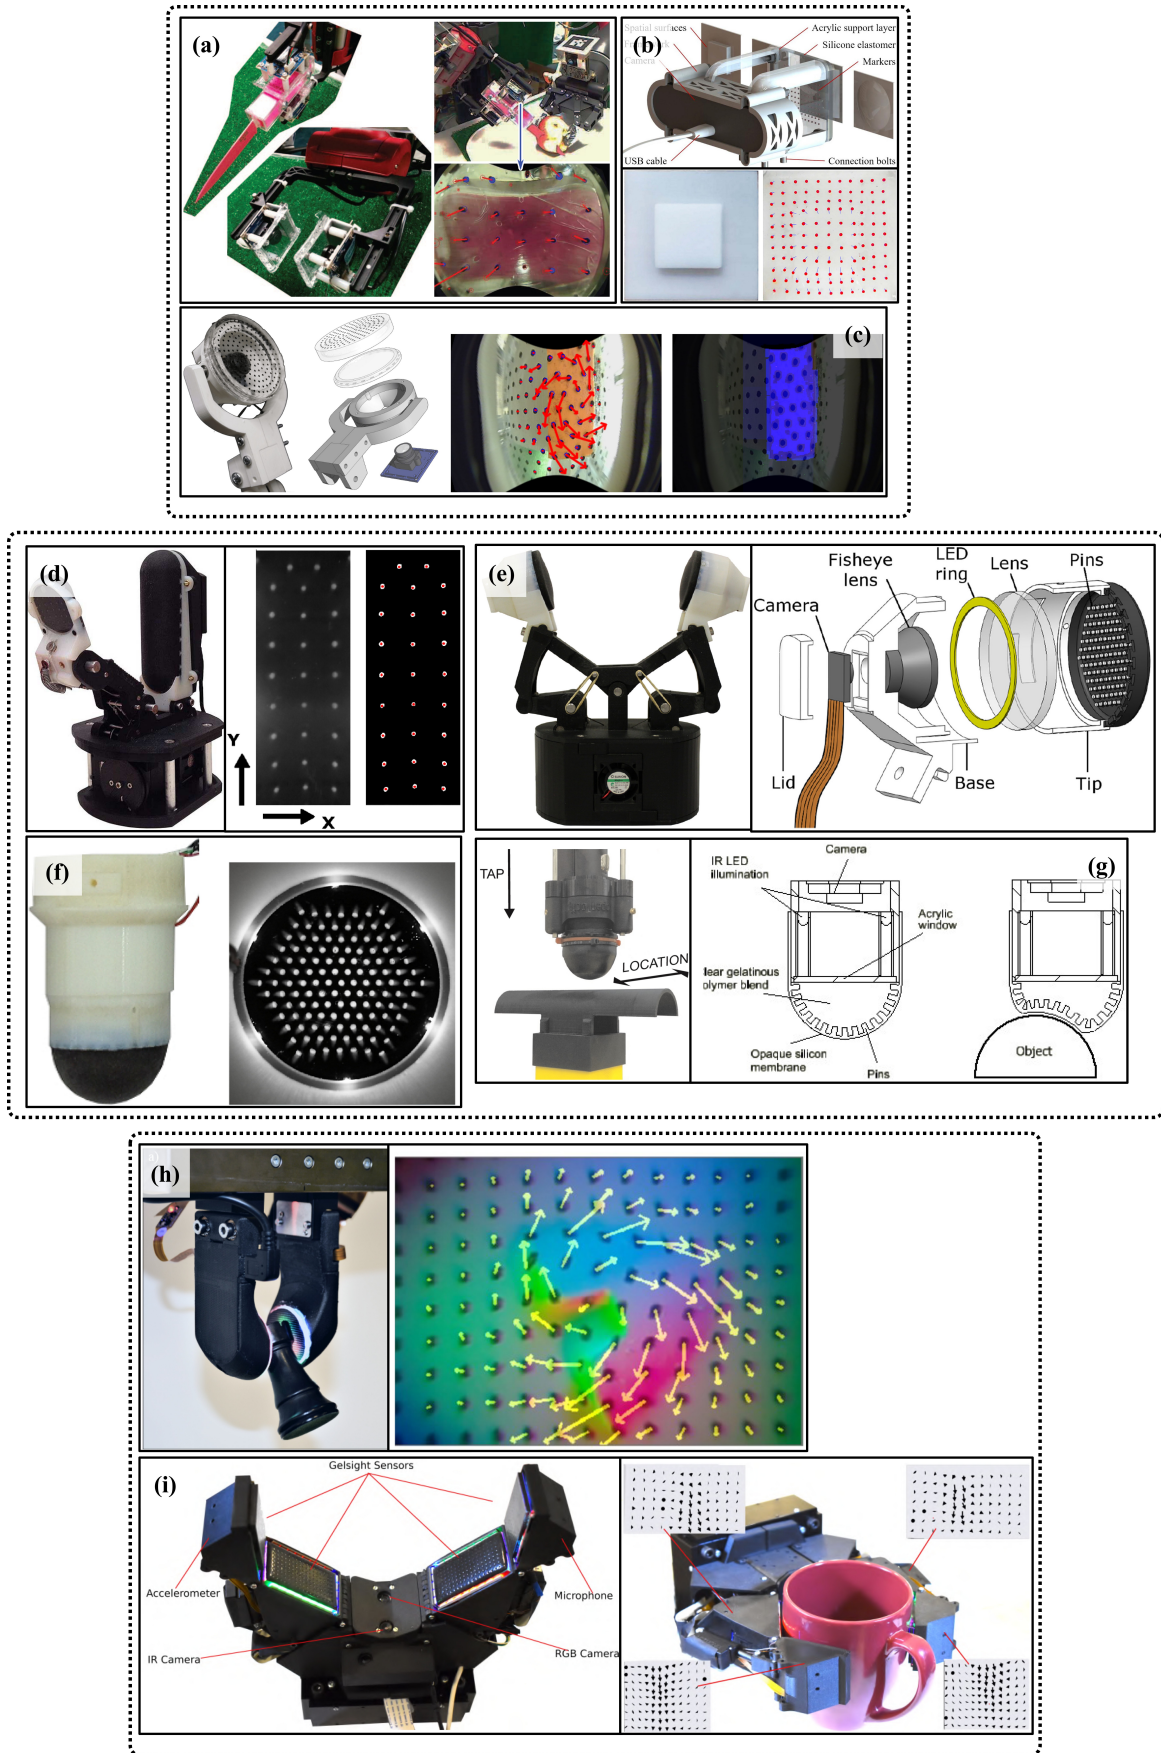 (a)
(b)
Spatial surfaces
Camera
Acrylic support layer
Silicone elastomer
Markers
USB cable
Connection bolts
(c)
(d)
Y
X
(e)
Camera
Fisheye
lens
LED
ring
Lens
Pins
Lid
Base
Tip
(f)
TAP
LOCATION
(g)
Camera
IR LED
illumination
Acrylic
window
lear gelatinous
olymer blend
Opaque silicon
membrane
Pins
Object
(h)
(i)
Gelsight Sensors
Accelerometer
Microphone
IR Camera
RGB Camera